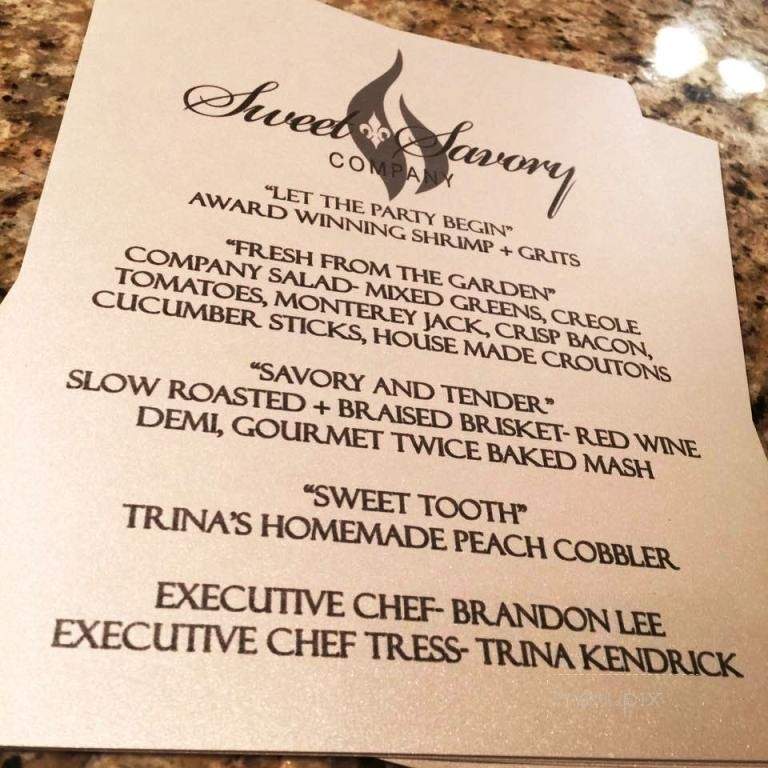 Sweet Savory
COMPANY
"LET THE PARTY BEGIN"
AWARD WINNING SHRIMP + GRITS
"FRESH FROM THE GARDEN"
COMPANY SALAD- MIXED GREENS, CREOLE
TOMATOES, MONTEREY JACK, CRISP BACON,
CUCUMBER STICKS, HOUSE MADE CROUTONS
"SAVORY AND TENDER"
SLOW ROASTED + BRAISED BRISKET- RED WINE
DEMI, GOURMET TWICE BAKED MASH
"SWEET TOOTH"
TRINA'S HOMEMADE PEACH COBBLER
EXECUTIVE CHEF- BRANDON LEE
EXECUTIVE CHEF TRESS- TRINA KENDRICK
menupix